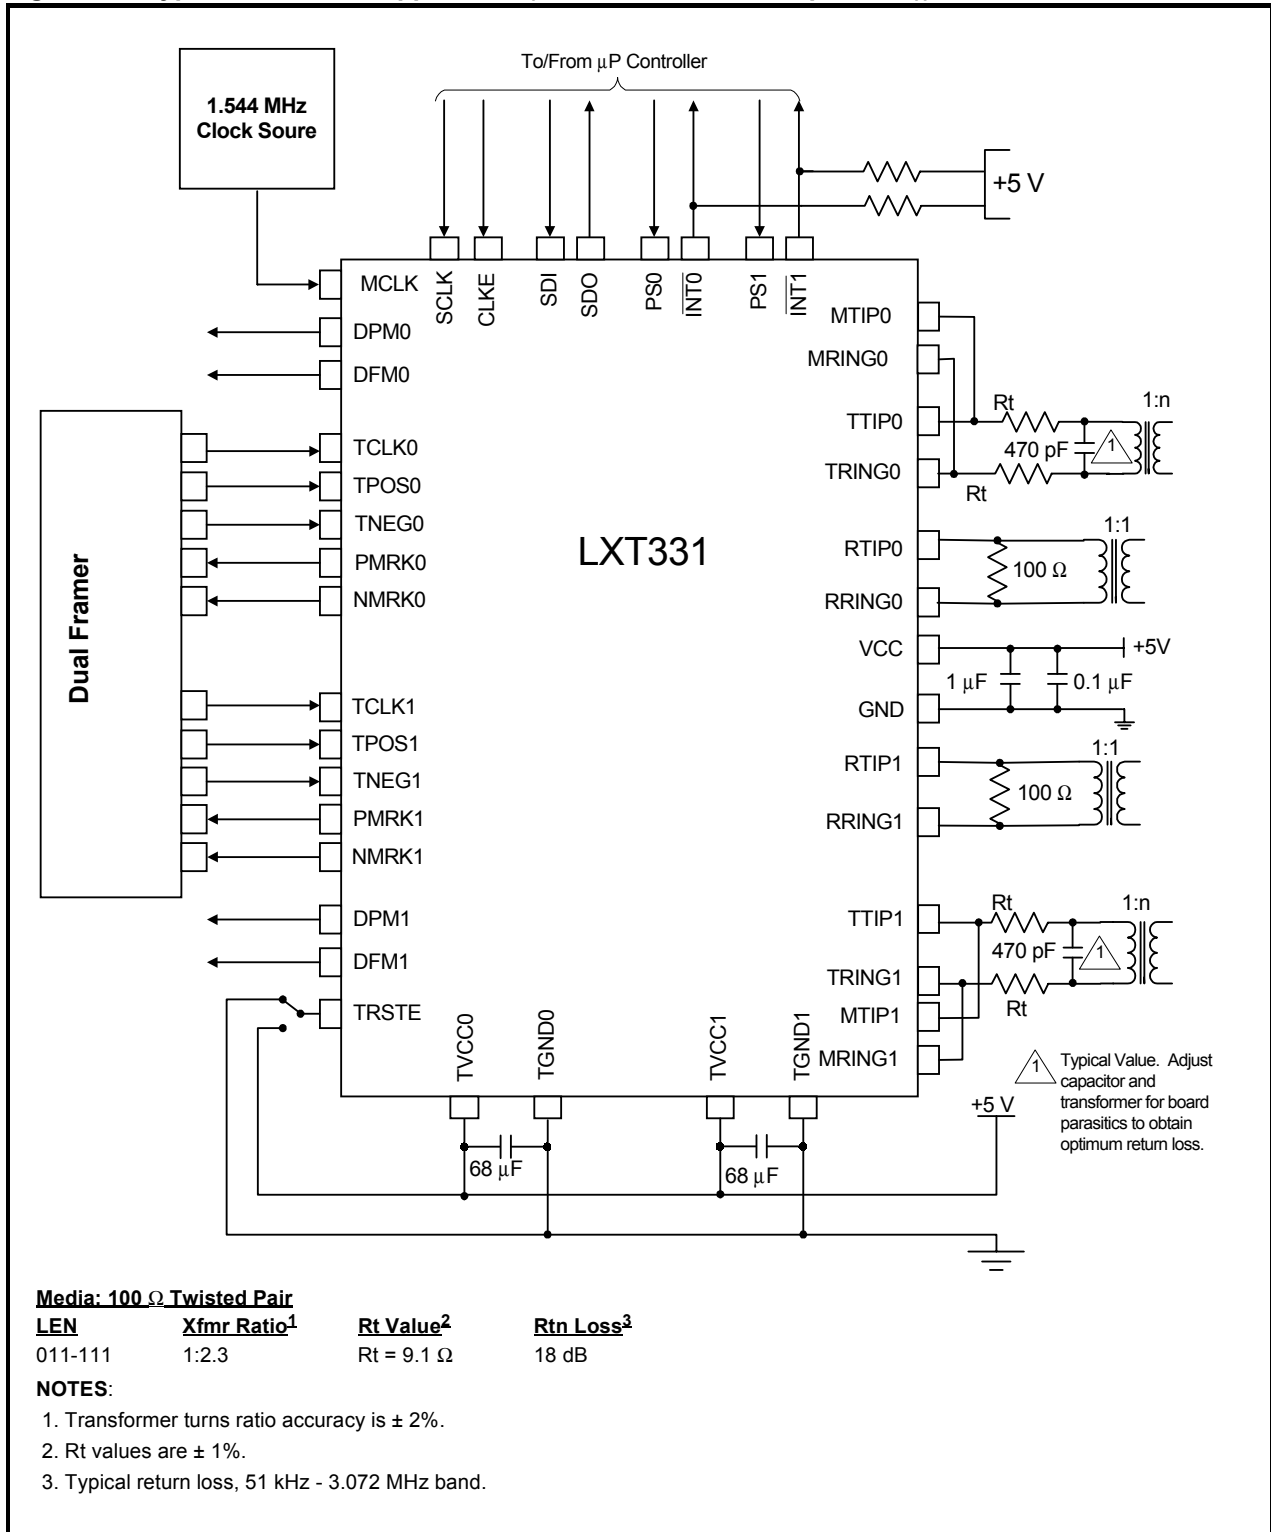 To/From μP Controller
1.544 MHz
Clock Soure
+5 V
MCLK
SCLK
CLKE
SDI
SDO
PS0
INT0
PS1
INT1
DPM0
DFM0
MTIP0
MRING0
TTIP0
TRING0
Rt
470 pF
1
1:n
Rt
Dual Framer
TCLK0
TPOS0
TNEG0
PMRK0
NMRK0
LXT331
RTIP0
RRING0
100 Ω
1:1
VCC
GND
1 μF
0.1 μF
+5V
TCLK1
TPOS1
TNEG1
PMRK1
NMRK1
RTIP1
RRING1
100 Ω
1:1
DPM1
DFM1
TRSTE
TTIP1
TRING1
MTIP1
MRING1
Rt
470 pF
1
1:n
Rt
TVCC0
TGND0
TVCC1
TGND1
68 μF
68 μF
+5 V
1
Typical Value. Adjust
capacitor and
transformer for board
parasitics to obtain
optimum return loss.
Media: 100 Ω Twisted Pair
LEN Xfmr Ratio1 Rt Value2 Rtn Loss3
011-111 1:2.3 Rt = 9.1 Ω 18 dB
NOTES:
1. Transformer turns ratio accuracy is ± 2%.
2. Rt values are ± 1%.
3. Typical return loss, 51 kHz - 3.072 MHz band.